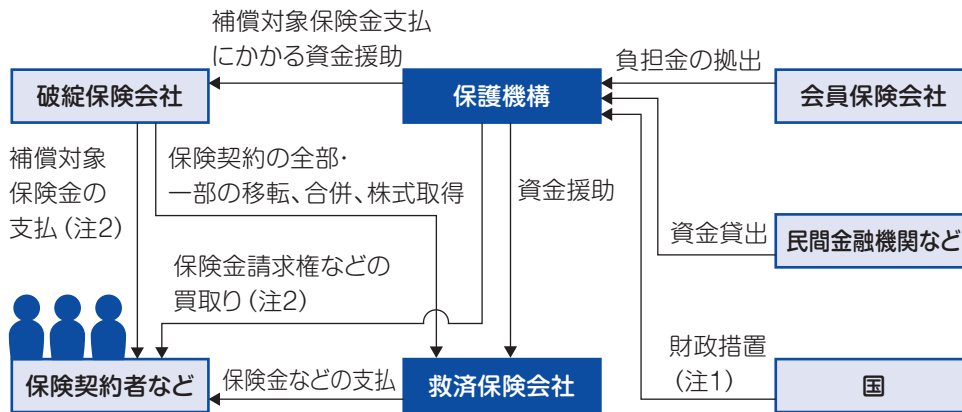 補償対象保険金支払
にかかる資金援助
負担金の拠出
破綻保険会社
保護機構
会員保険会社
補償対象
保険金の
支払（注2）
保険契約の全部・
一部の移転、合併、株式取得
資金援助
資金貸出
民間金融機関など
保険金請求権などの
買取り（注2）
財政措置
（注1）
保険契約者など
保険金などの支払
救済保険会社
国